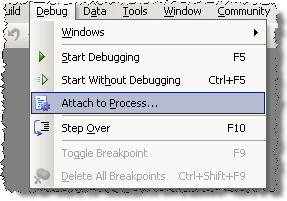 uild Debug Data Tools Window Community
Windows
Start Debugging F5
Start Without Debugging Ctrl+F5
Attach to Process...
Step Over F10
Toggle Breakpoint F9
Delete All Breakpoints Ctrl+Shift+F9